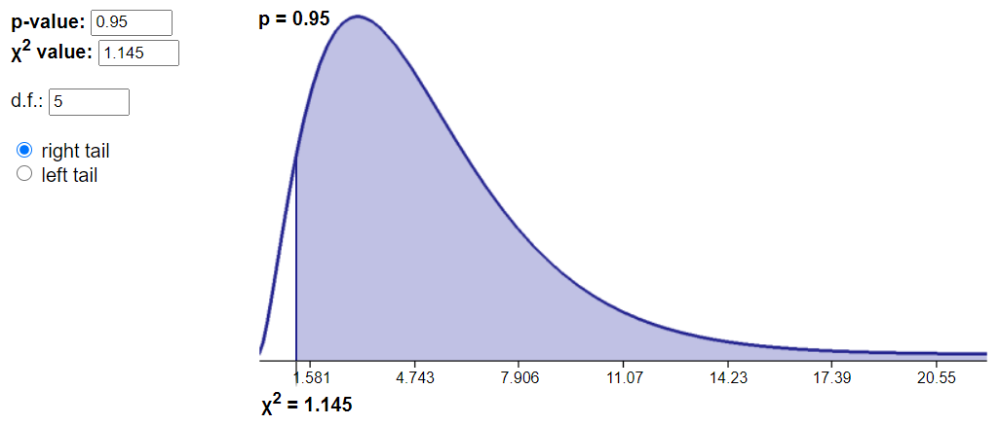 p-value: 0.95
χ² value: 1.145
d.f.: 5
right tail
left tail
p = 0.95
1.581 4.743 7.906 11.07 14.23 17.39 20.55
χ² = 1.145